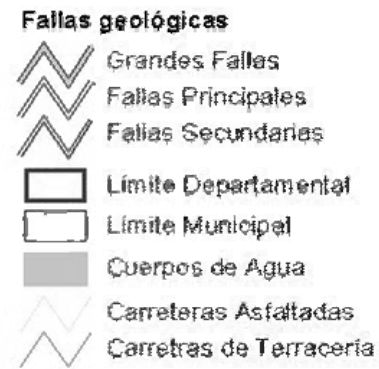 Fallas geológicas
Grandes Fallas
Fallas Principales
Fallas Secundarias
Límite Departamental
Límite Municipal
Cuerpos de Agua
Carreteras Asfaltadas
Carretras de Terracería